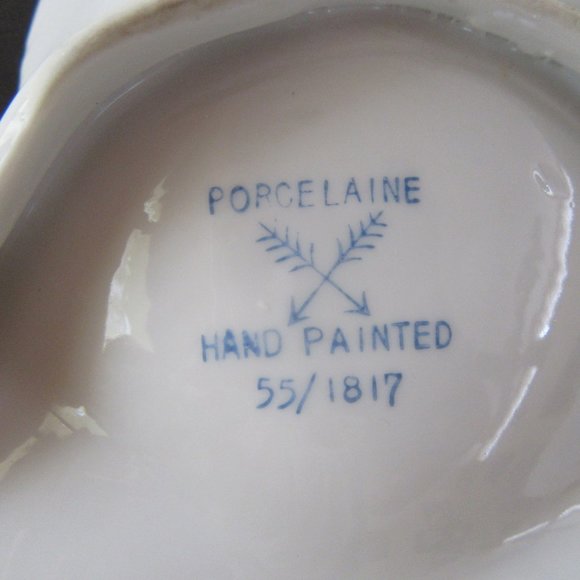 PORCELAINE
HAND PAINTED
55/1817